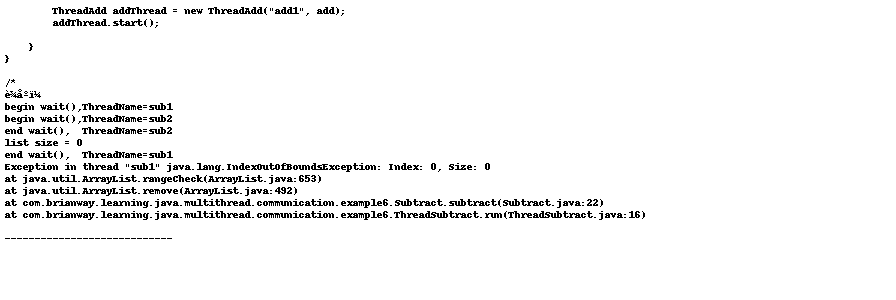 ThreadAdd addThread = new ThreadAdd("add1", add);
addThread.start();
}
}
/*
è¾åºï¼
begin wait(),ThreadName=sub1
begin wait(),ThreadName=sub2
end wait(),  ThreadName=sub2
list size = 0
end wait(),  ThreadName=sub1
Exception in thread "sub1" java.lang.IndexOutOfBoundsException: Index: 0, Size: 0
at java.util.ArrayList.rangeCheck(ArrayList.java:653)
at java.util.ArrayList.remove(ArrayList.java:492)
at com.brianway.learning.java.multithread.communication.example6.Subtract.subtract(Subtract.java:22)
at com.brianway.learning.java.multithread.communication.example6.ThreadSubtract.run(ThreadSubtract.java:16)
----------------------------